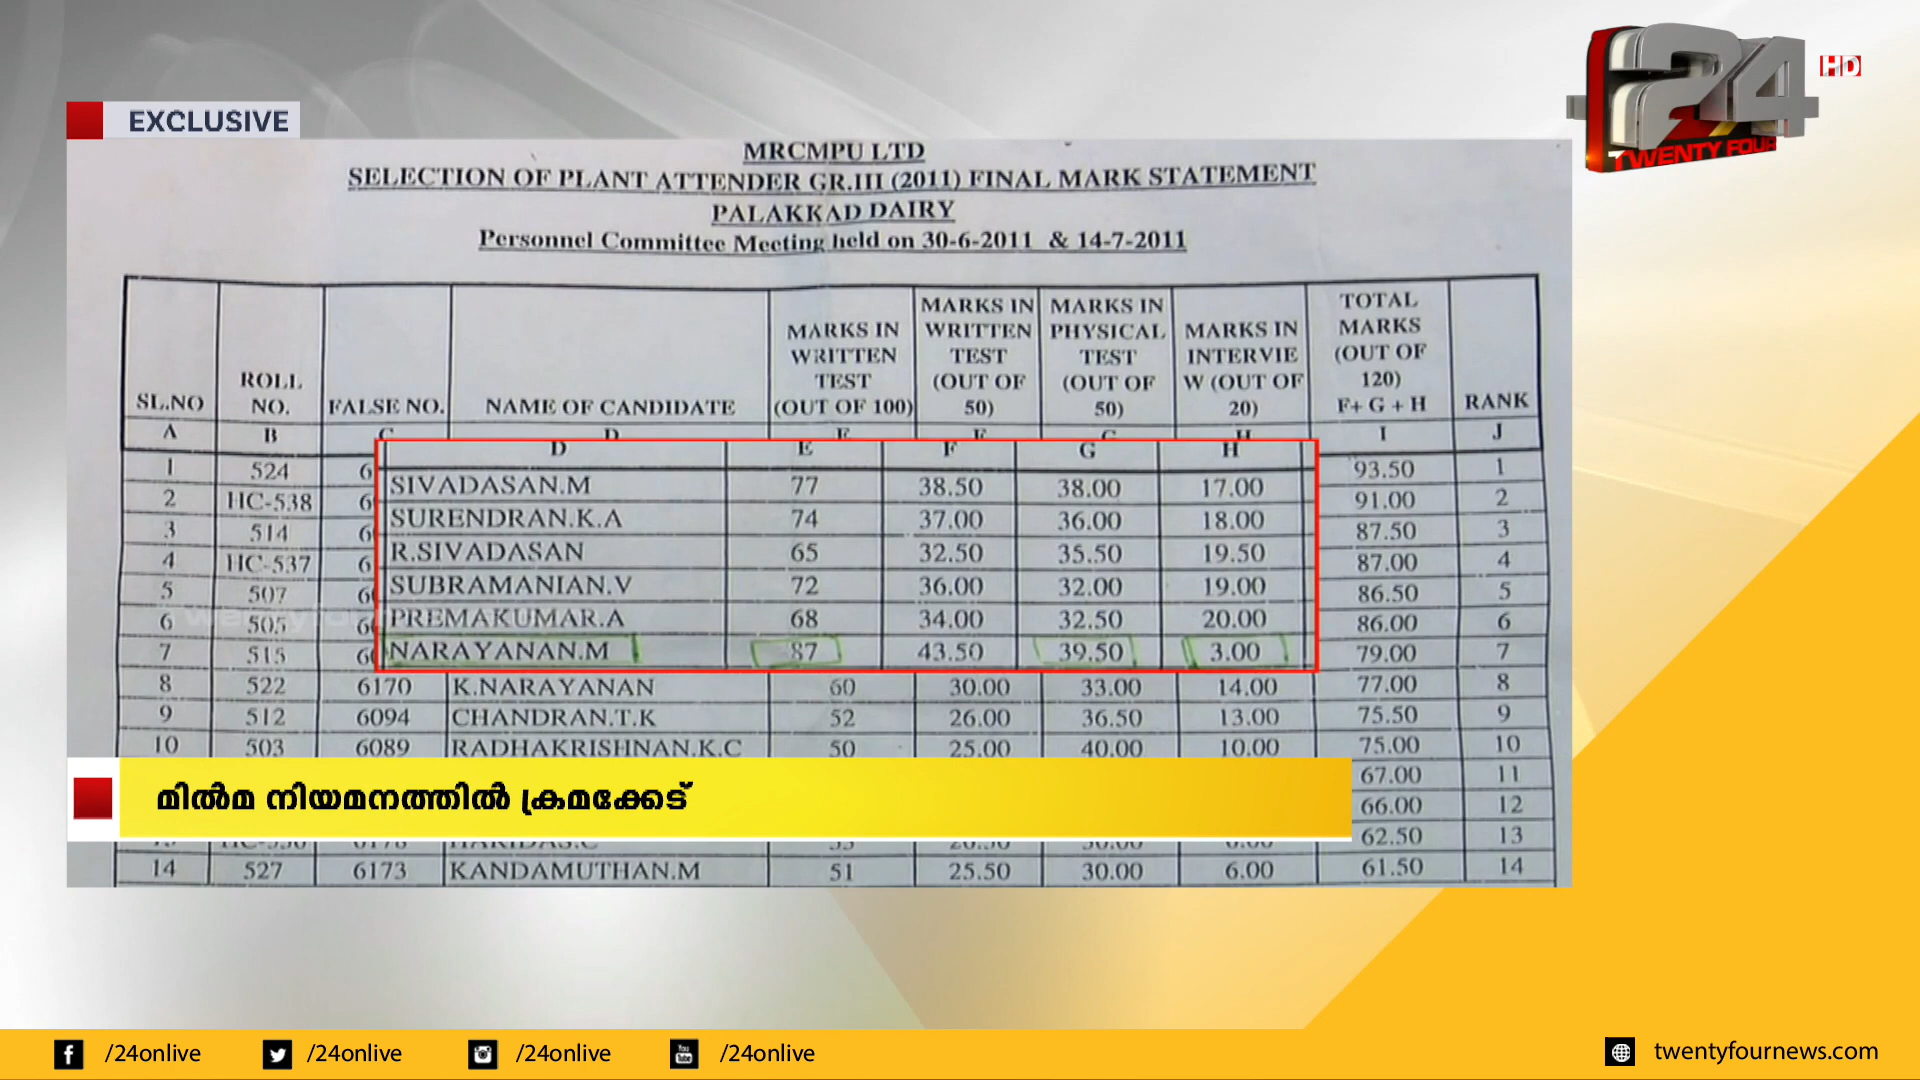 24 HD
TWENTY FOUR
EXCLUSIVE
MRCMPU LTD
SELECTION OF PLANT ATTENDER GR.III (2011) FINAL MARK STATEMENT
PALAKKAD DAIRY
Personnel Committee Meeting held on 30-6-2011 & 14-7-2011
SL.NO ROLL NO. FALSE NO. NAME OF CANDIDATE MARKS IN WRITTEN TEST (OUT OF 100) MARKS IN WRITTEN TEST (OUT OF 50) MARKS IN PHYSICAL TEST (OUT OF 50) MARKS IN INTERVIE W (OUT OF 20) TOTAL MARKS (OUT OF 120) F+ G + H RANK
A B C D E F G H I J
D E F G H
1 524 SIVADASAN.M 77 38.50 38.00 17.00 93.50 1
2 HC-538 SURENDRAN.K.A 74 37.00 36.00 18.00 91.00 2
3 514 R.SIVADASAN 65 32.50 35.50 19.50 87.50 3
4 HC-537 SUBRAMANIAN.V 72 36.00 32.00 19.00 87.00 4
5 507 PREMAKUMAR.A 68 34.00 32.50 20.00 86.50 5
6 505 NARAYANAN.M 87 43.50 39.50 3.00 86.00 6
7 515 79.00 7
8 522 6170 K.NARAYANAN 60 30.00 33.00 14.00 77.00 8
9 512 6094 CHANDRAN.T.K 52 26.00 36.50 13.00 75.50 9
10 503 6089 RADHAKRISHNAN.K.C 50 25.00 40.00 10.00 75.00 10
67.00 11
66.00 12
62.50 13
14 527 6173 KANDAMUTHAN.M 51 25.50 30.00 6.00 61.50 14
മിൽമ നിയമനത്തിൽ ക്രമക്കേട്
/24onlive /24onlive /24onlive /24onlive twentyfournews.com